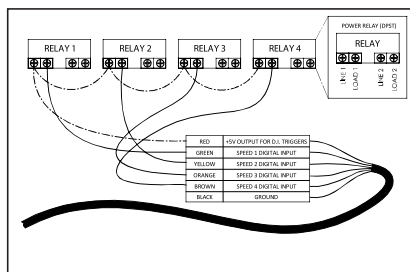 RELAY 1
RELAY 2
RELAY 3
RELAY 4
POWER RELAY [DPST]
RELAY
LINE 1
LOAD 1
LINE 2
LOAD 2
RED +5V OUTPUT FOR D.I. TRIGGERS
GREEN SPEED 1 DIGITAL INPUT
YELLOW SPEED 2 DIGITAL INPUT
ORANGE SPEED 3 DIGITAL INPUT
BROWN SPEED 4 DIGITAL INPUT
BLACK GROUND